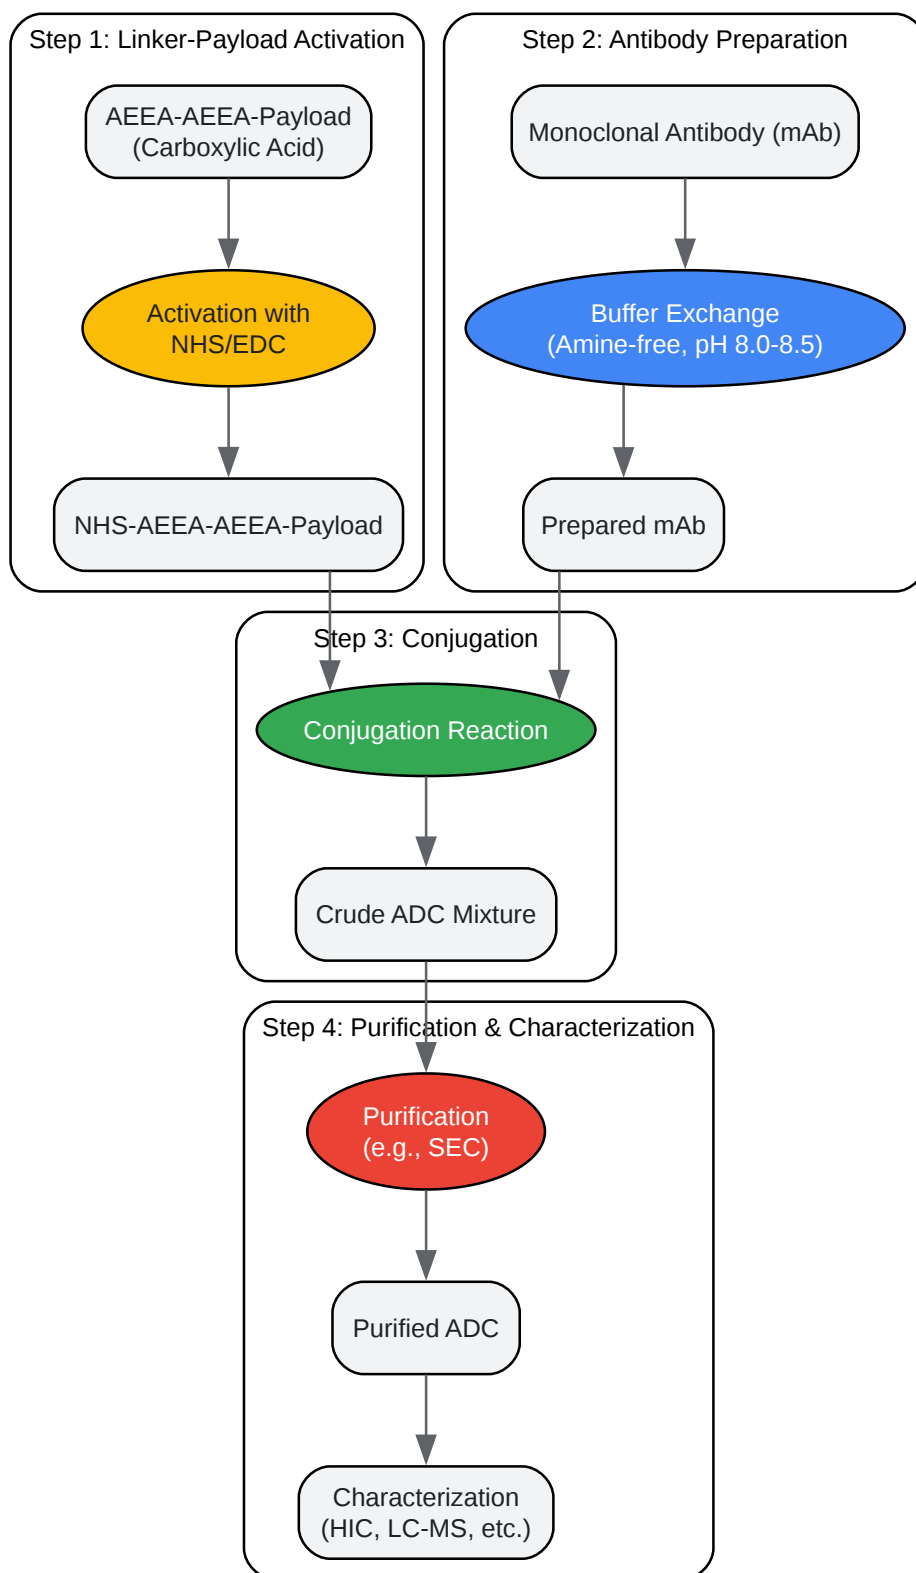 Step 1: Linker-Payload Activation
AEEA-AEEA-Payload
(Carboxylic Acid)
Activation with
NHS/EDC
NHS-AEEA-AEEA-Payload
Step 2: Antibody Preparation
Monoclonal Antibody (mAb)
Buffer Exchange
(Amine-free, pH 8.0-8.5)
Prepared mAb
Step 3: Conjugation
Conjugation Reaction
Crude ADC Mixture
Step 4: Purification & Characterization
Purification
(e.g., SEC)
Purified ADC
Characterization
(HIC, LC-MS, etc.)